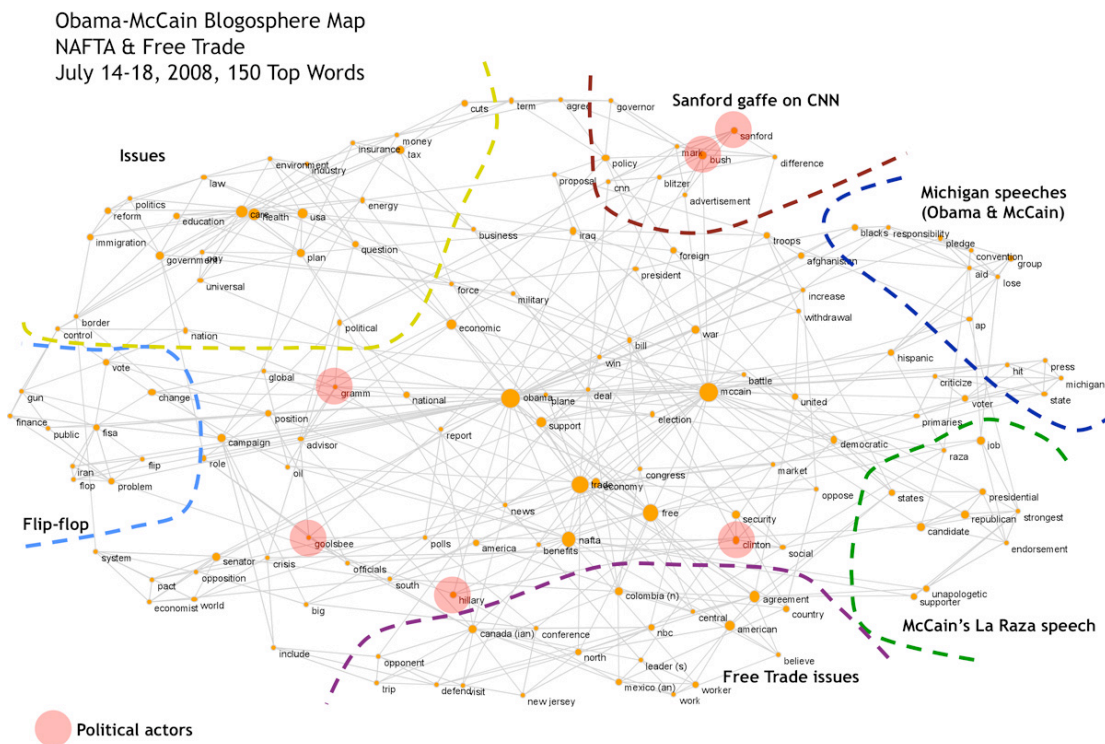 Obama-McCain Blogosphere Map
NAFTA & Free Trade
July 14-18, 2008, 150 Top Words
Sanford gaffe on CNN
cuts
term
agree
governor
sanford
money
insurance
tax
Issues
policy
mark
bush
difference
environment
industry
cnn
blitzer
proposal
advertisement
law
Michigan speeches
(Obama & McCain)
politics
reform
education
care
health
usa
energy
immigration
government
pay
plan
question
business
iraq
foreign
troops
afghanistan
blacks
responsibility
pledge
convention
group
aid
lose
universal
president
force
military
increase
withdrawal
ap
border
control
nation
political
economic
war
bill
hispanic
win
vote
global
gramm
battle
hit
press
michigan
state
criticize
voter
gun
change
national
obama
plane
deal
mccain
united
finance
public
fisa
position
support
election
primaries
campaign
advisor
report
democratic
raza
job
iran
flip
role
oil
congress
market
flop
problem
trade
economy
oppose
states
presidential
Flip-flop
news
free
security
candidate
republican
strongest
goolsbee
polls
america
benefits
nafta
clinton
social
endorsement
system
senator
crisis
officials
pact
opposition
south
economist
world
big
hillary
colombia (n)
agreement
country
unapologetic
supporter
central
canada (ian)
conference
nbc
american
McCain's La Raza speech
include
opponent
north
leader (s)
believe
Free Trade issues
trip
defend
visit
new jersey
mexico (an)
worker
work
Political actors